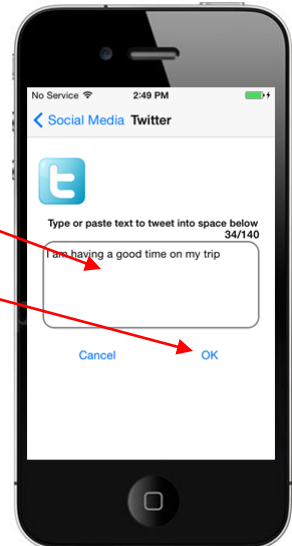 No Service 2:49 PM
Social Media Twitter
t
Type or paste text to tweet into space below
34/140
I am having a good time on my trip
Cancel OK